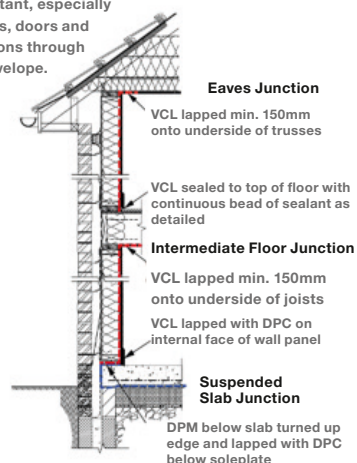 tant, especially
s, doors and
ons through
velope.
Eaves Junction
VCL lapped min. 150mm
onto underside of trusses
VCL sealed to top of floor with
continuous bead of sealant as
detailed
Intermediate Floor Junction
VCL lapped min. 150mm
onto underside of joists
VCL lapped with DPC on
internal face of wall panel
Suspended
Slab Junction
DPM below slab turned up
edge and lapped with DPC
below soleplate